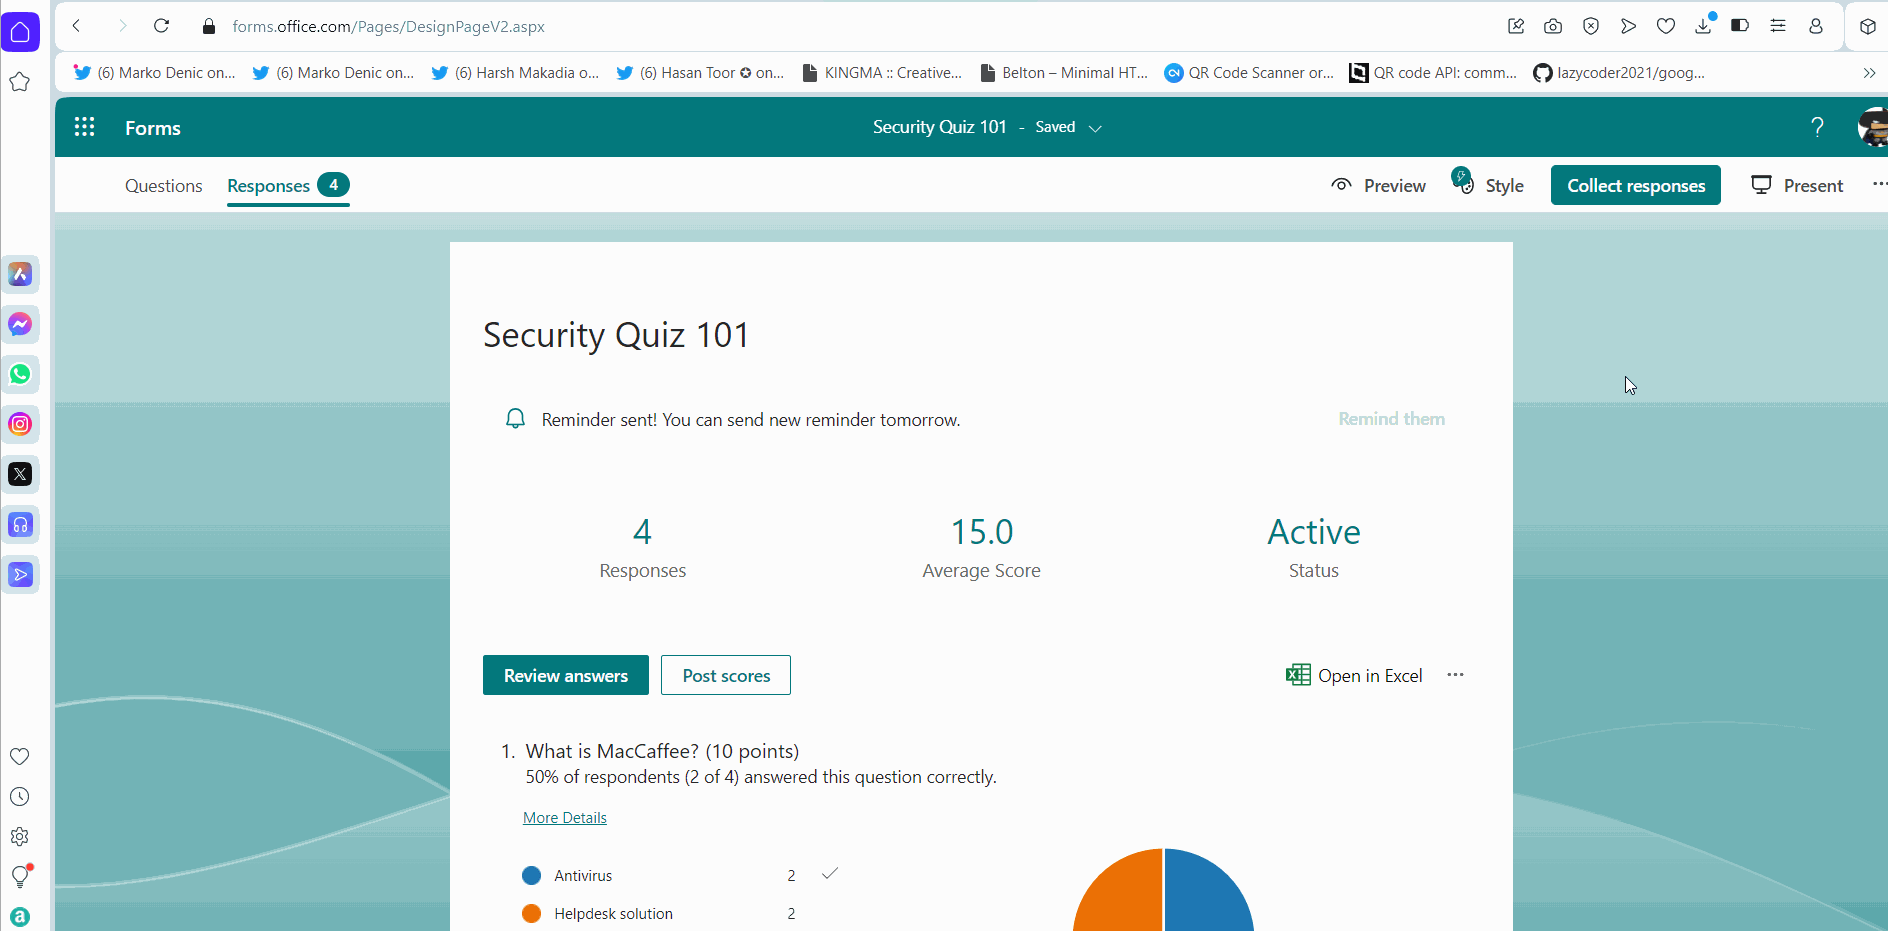 forms.office.com/Pages/DesignPageV2.aspx
(6) Marko Denic on... (6) Marko Denic on... (6) Harsh Makadia o... (6) Hasan Toor ✪ on... KINGMA :: Creative... Belton – Minimal HT... QR Code Scanner or... QR code API: comm... lazycoder2021/goog...
Forms Security Quiz 101 - Saved ?
Questions Responses 4 Preview Style Collect responses Present ...
Security Quiz 101
Reminder sent! You can send new reminder tomorrow. Remind them
4 15.0 Active
Responses Average Score Status
Review answers Post scores Open in Excel ...
1. What is MacCaffee? (10 points)
50% of respondents (2 of 4) answered this question correctly.
More Details
Antivirus 2
Helpdesk solution 2